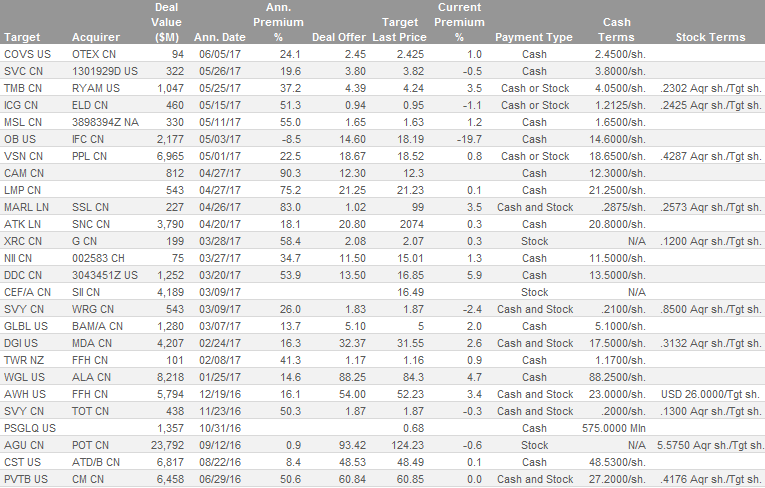 Deal Ann. Target Current
Value Premium Last Price Premium Cash
Target Acquirer ($M) Ann. Date % Deal Offer % Payment Type Terms Stock Terms
COVS US OTEX CN 94 06/05/17 24.1 2.45 2.425 1.0 Cash 2.4500/sh.
SVC CN 1301929D US 322 05/26/17 19.6 3.80 3.82 -0.5 Cash 3.8000/sh.
TMB CN RYAM US 1,047 05/25/17 37.2 4.39 4.24 3.5 Cash or Stock 4.0500/sh. .2302 Aqr sh./Tgt sh.
ICG CN ELD CN 460 05/15/17 51.3 0.94 0.95 -1.1 Cash or Stock 1.2125/sh. .2425 Aqr sh./Tgt sh.
MSL CN 3898394Z NA 330 05/11/17 55.0 1.65 1.63 1.2 Cash 1.6500/sh.
OB US IFC CN 2,177 05/03/17 -8.5 14.60 18.19 -19.7 Cash 14.6000/sh.
VSN CN PPL CN 6,965 05/01/17 22.5 18.67 18.52 0.8 Cash or Stock 18.6500/sh. .4287 Aqr sh./Tgt sh.
CAM CN 812 04/27/17 90.3 12.30 12.3 Cash 12.3000/sh.
LMP CN 543 04/27/17 75.2 21.25 21.23 0.1 Cash 21.2500/sh.
MARL LN SSL CN 227 04/26/17 83.0 1.02 99 3.5 Cash and Stock .2875/sh. .2573 Aqr sh./Tgt sh.
ATK LN SNC CN 3,790 04/20/17 18.1 20.80 2074 0.3 Cash 20.8000/sh.
XRC CN G CN 199 03/28/17 58.4 2.08 2.07 0.3 Stock N/A .1200 Aqr sh./Tgt sh.
NII CN 002583 CH 75 03/27/17 34.7 11.50 15.01 1.3 Cash 11.5000/sh.
DDC CN 3043451Z US 1,252 03/20/17 53.9 13.50 16.85 5.9 Cash 13.5000/sh.
CEF/A CN SII CN 4,189 03/09/17 16.49 Stock N/A
SVY CN WRG CN 543 03/09/17 26.0 1.83 1.87 -2.4 Cash and Stock .2100/sh. .8500 Aqr sh./Tgt sh.
GLBL US BAM/A CN 1,280 03/07/17 13.7 5.10 5 2.0 Cash 5.1000/sh.
DGI US MDA CN 4,207 02/24/17 16.3 32.37 31.55 2.6 Cash and Stock 17.5000/sh. .3132 Aqr sh./Tgt sh.
TWR NZ FFH CN 101 02/08/17 41.3 1.17 1.16 0.9 Cash 1.1700/sh.
WGL US ALA CN 8,218 01/25/17 14.6 88.25 84.3 4.7 Cash 88.2500/sh.
AWH US FFH CN 5,794 12/19/16 16.1 54.00 52.23 3.4 Cash and Stock 23.0000/sh. USD 26.0000/Tgt sh.
SVY CN TOT CN 438 11/23/16 50.3 1.87 1.87 -0.3 Cash and Stock .2000/sh. .1300 Aqr sh./Tgt sh.
PSGLQ US 1,357 10/31/16 0.68 Cash 575.0000 Mln
AGU CN POT CN 23,792 09/12/16 0.9 93.42 124.23 -0.6 Stock N/A 5.5750 Aqr sh./Tgt sh.
CST US ATD/B CN 6,817 08/22/16 8.4 48.53 48.49 0.1 Cash 48.5300/sh.
PVTB US CM CN 6,458 06/29/16 50.6 60.84 60.85 0.0 Cash and Stock 27.2000/sh. .4176 Aqr sh./Tgt sh.